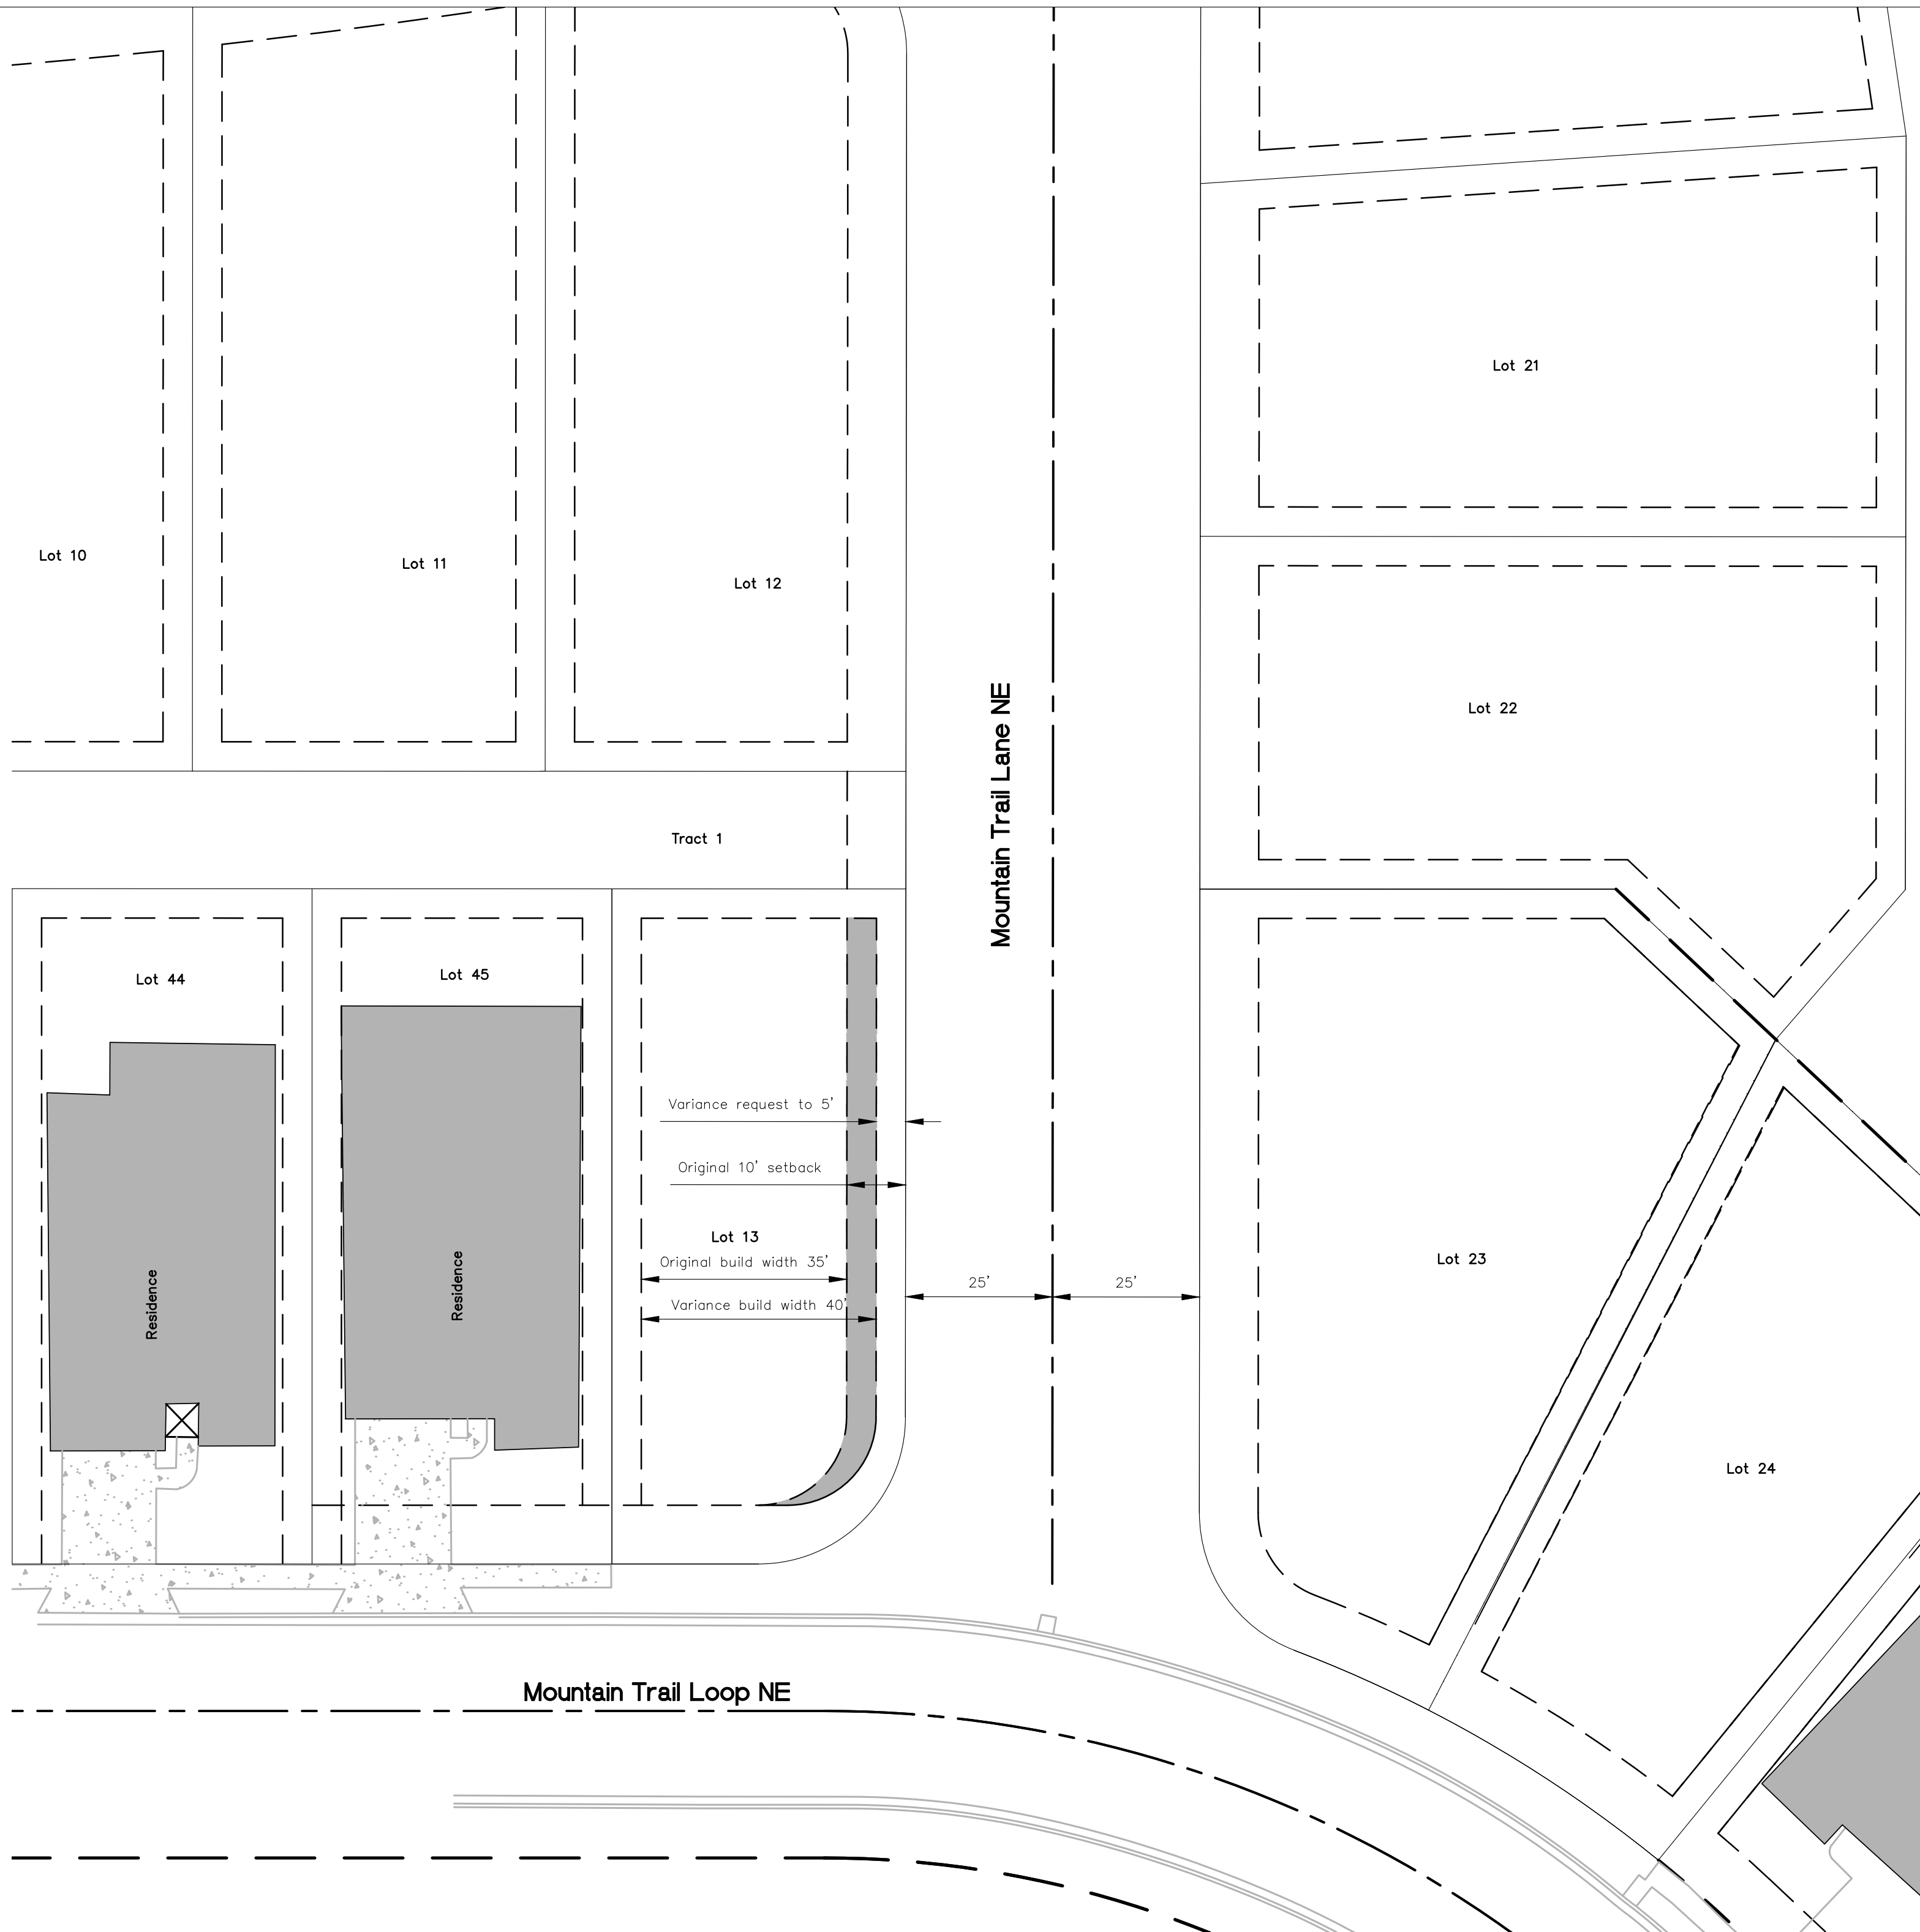 Lot 21
Lot 10
Lot 11
Lot 12
Lot 22
Mountain Trail Lane NE
Tract 1
Lot 44
Lot 45
Variance request to 5'
Original 10' setback
Lot 13
Original build width 35'
Variance build width 40'
25'
25'
Lot 23
Residence
Residence
Lot 24
Mountain Trail Loop NE